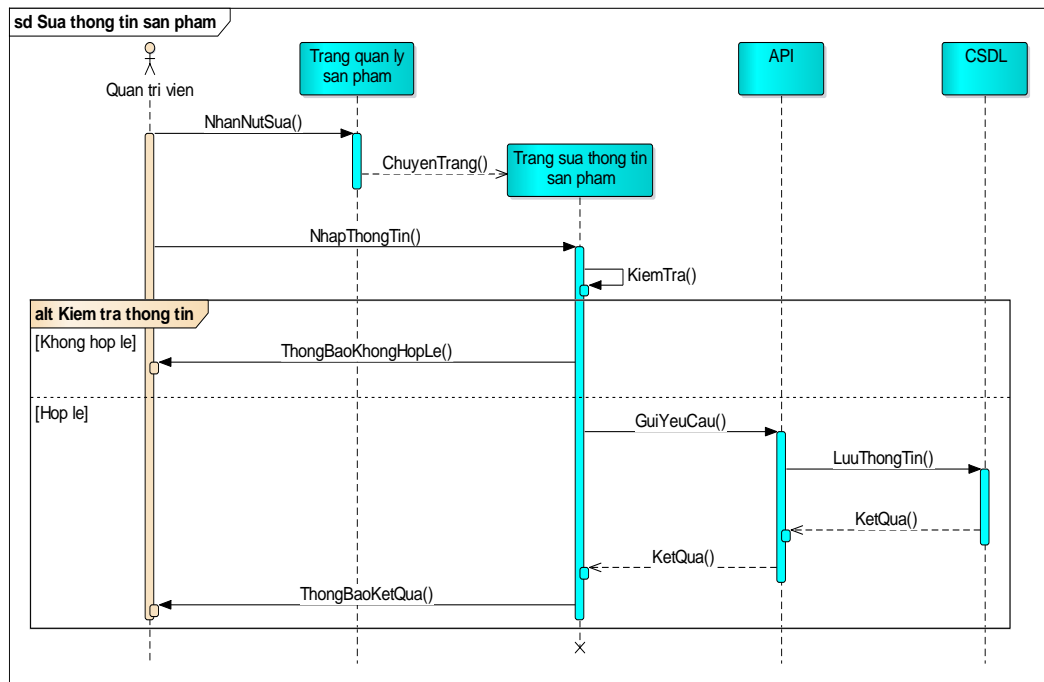 sd Sua thong tin san pham
Quan tri vien
Trang quan ly
san pham
API
CSDL
NhanNutSua()
ChuyenTrang()
Trang sua thong tin
san pham
NhapThongTin()
KiemTra()
alt Kiem tra thong tin
[Khong hop le]
ThongBaoKhongHopLe()
[Hop le]
GuiYeuCau()
LuuThongTin()
KetQua()
KetQua()
ThongBaoKetQua()